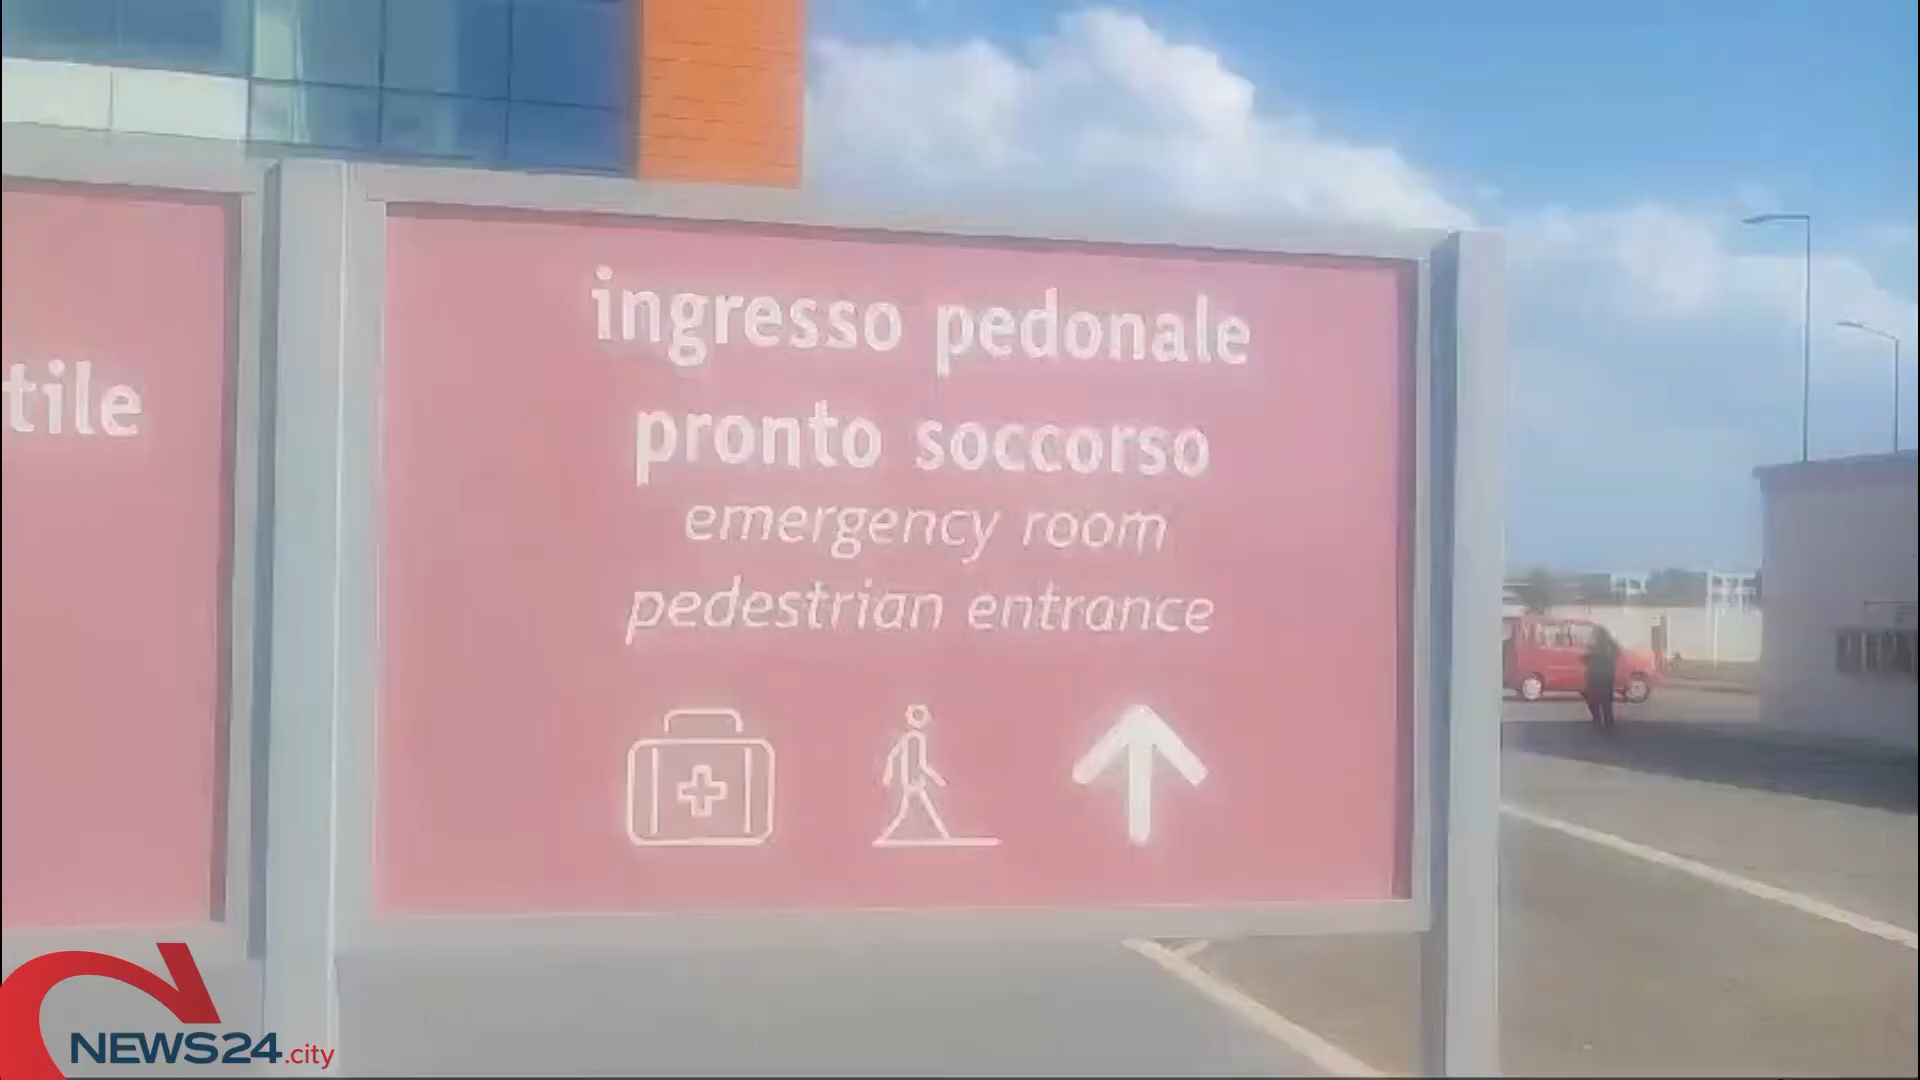 tile
ingresso pedonale
pronto soccorso
emergency room
pedestrian entrance
NEWS24.city